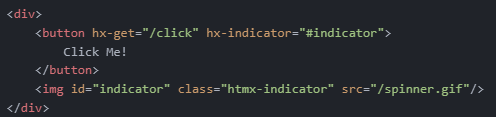 <div>
    <button hx-get="/click" hx-indicator="#indicator">
        Click Me!
    </button>
    <img id="indicator" class="htmx-indicator" src="/spinner.gif"/>
</div>